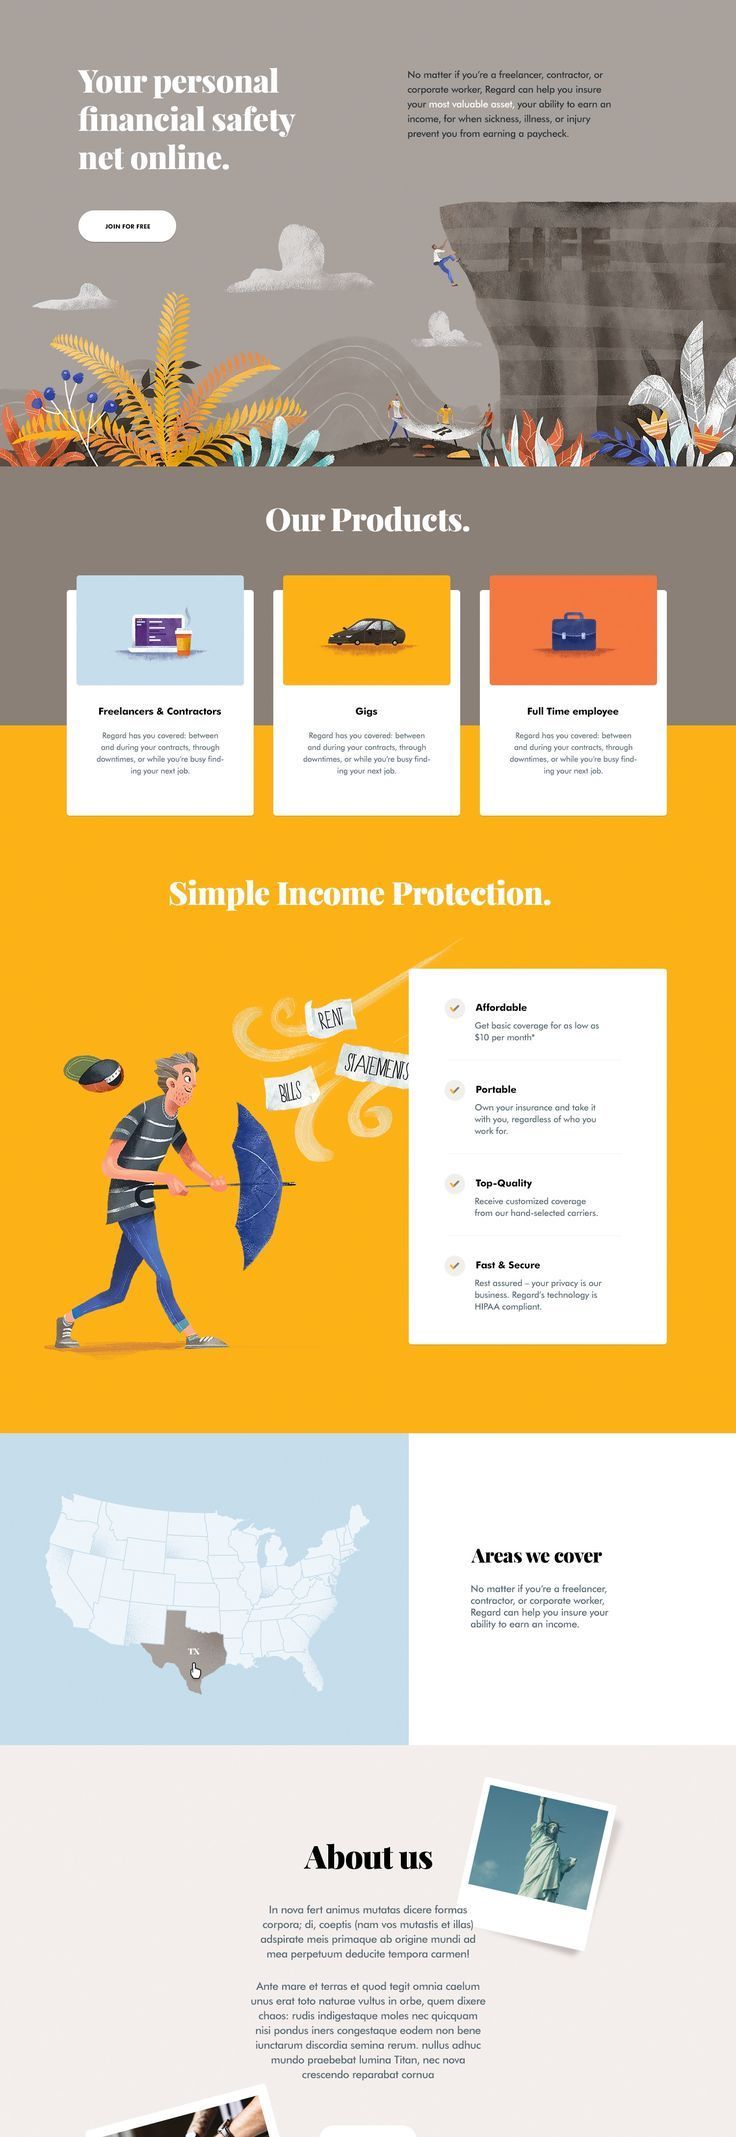 Your personal
financial safety
net online.
No matter if you're a freelancer, contractor, or
corporate worker, Regard can help you insure
your most valuable asset, your ability to earn an
income, for when sickness, illness, or injury
prevent you from earning a paycheck.
JOIN FOR FREE
LIFE
Our Products.
Freelancers & Contractors
Regard has you covered: between
and during your contracts, through
downtimes, or while you're busy find-
ing your next job.
Gigs
Regard has you covered: between
and during your contracts, through
downtimes, or while you're busy find-
ing your next job.
Full Time employee
Regard has you covered: between
and during your contracts, through
downtimes, or while you're busy find-
ing your next job.
Simple Income Protection.
RENT
STATEMENTS
BILLS
Affordable
Get basic coverage for as low as
$10 per month*
Portable
Own your insurance and take it
with you, regardless of who you
work for.
Top-Quality
Receive customized coverage
from our hand-selected carriers.
Fast & Secure
Rest assured – your privacy is our
business. Regard's technology is
HIPAA compliant.
TX
Areas we cover
No matter if you're a freelancer,
contractor, or corporate worker,
Regard can help you insure your
ability to earn an income.
About us
In nova fert animus mutatas dicere formas
corpora; di, coeptis (nam vos mutastis et illas)
adspirate meis primaque ab origine mundi ad
mea perpetuum deducite tempora carmen!
Ante mare et terras et quod tegit omnia caelum
unus erat toto naturae vultus in orbe, quem dixere
chaos: rudis indigestaque moles nec quicquam
nisi pondus iners congestaque eodem non bene
iunctarum discordia semina rerum. nullus adhuc
mundo praebebat lumina Titan, nec nova
crescendo reparabat cornua